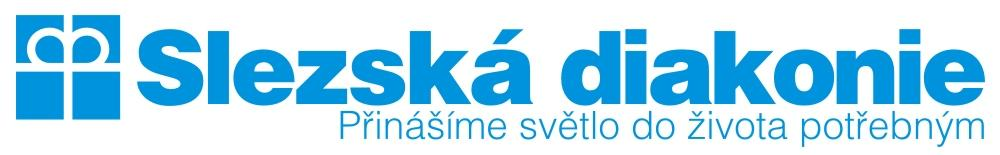 Slezská diakonie
Přinášíme světlo do života potřebným